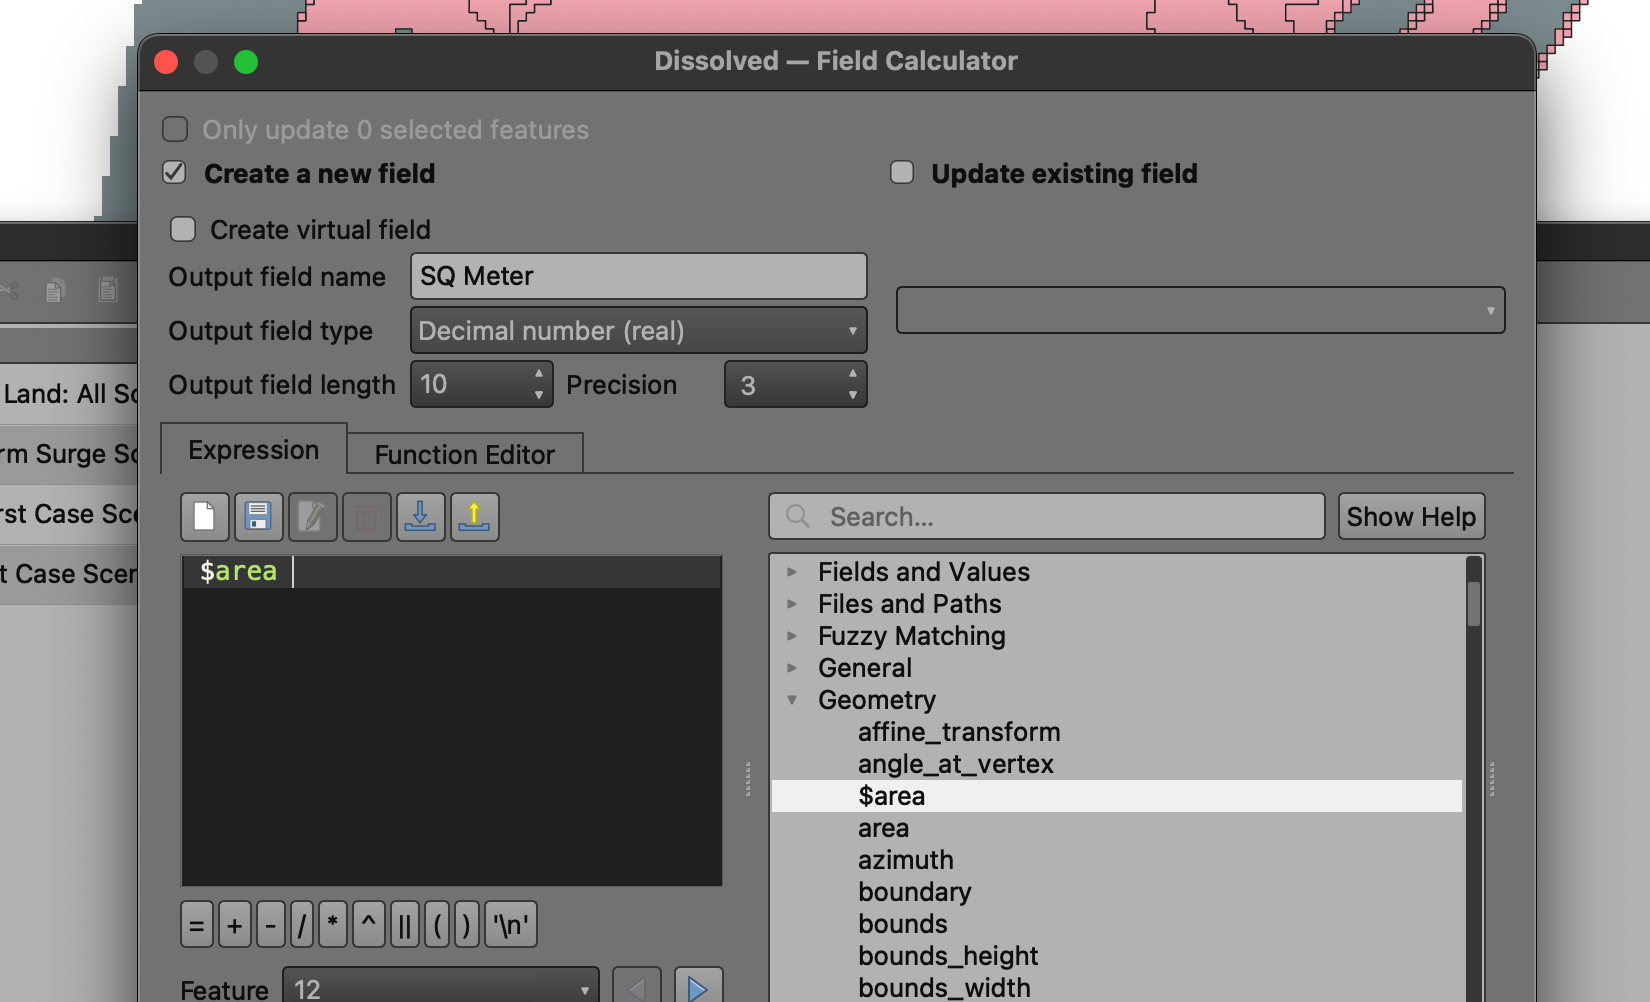 Dissolved — Field Calculator
Only update 0 selected features
Create a new field
Update existing field
Create virtual field
Output field name SQ Meter
Output field type Decimal number (real)
Output field length 10 Precision 3
Land: All Sc
rm Surge Sc
rst Case Sce
t Case Scer
Expression Function Editor
Search... Show Help
$area
Fields and Values
Files and Paths
Fuzzy Matching
General
Geometry
affine_transform
angle_at_vertex
$area
area
azimuth
boundary
bounds
bounds_height
bounds_width
= + - / * ^ || ( ) '\n'
Feature 12